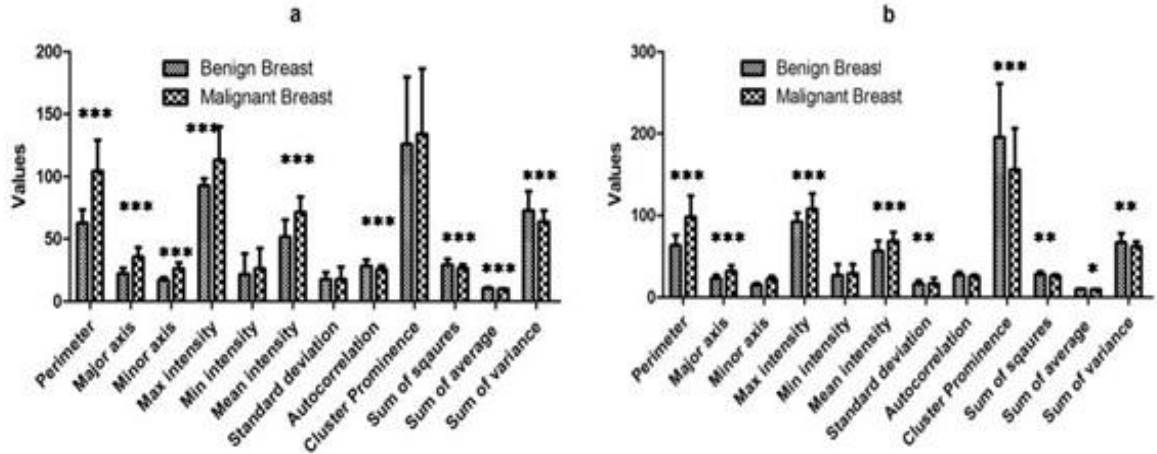 a
200
150
100
50
0
Values
Benign Breast
Malignant Breast
***
***
***
***
***
***
***
***
***
Perimeter
Major axis
Minor axis
Max intensity
Min intensity
Mean intensity
Standard deviation
Autocorrelation
Cluster Prominence
Sum of sqaures
Sum of average
Sum of variance
b
300
200
100
0
Values
Benign Breast
Malignant Breast
***
***
***
***
**
***
**
*
**
Perimeter
Major axis
Minor axis
Max intensity
Min intensity
Mean intensity
Standard deviation
Autocorrelation
Cluster Prominence
Sum of sqaures
Sum of average
Sum of variance